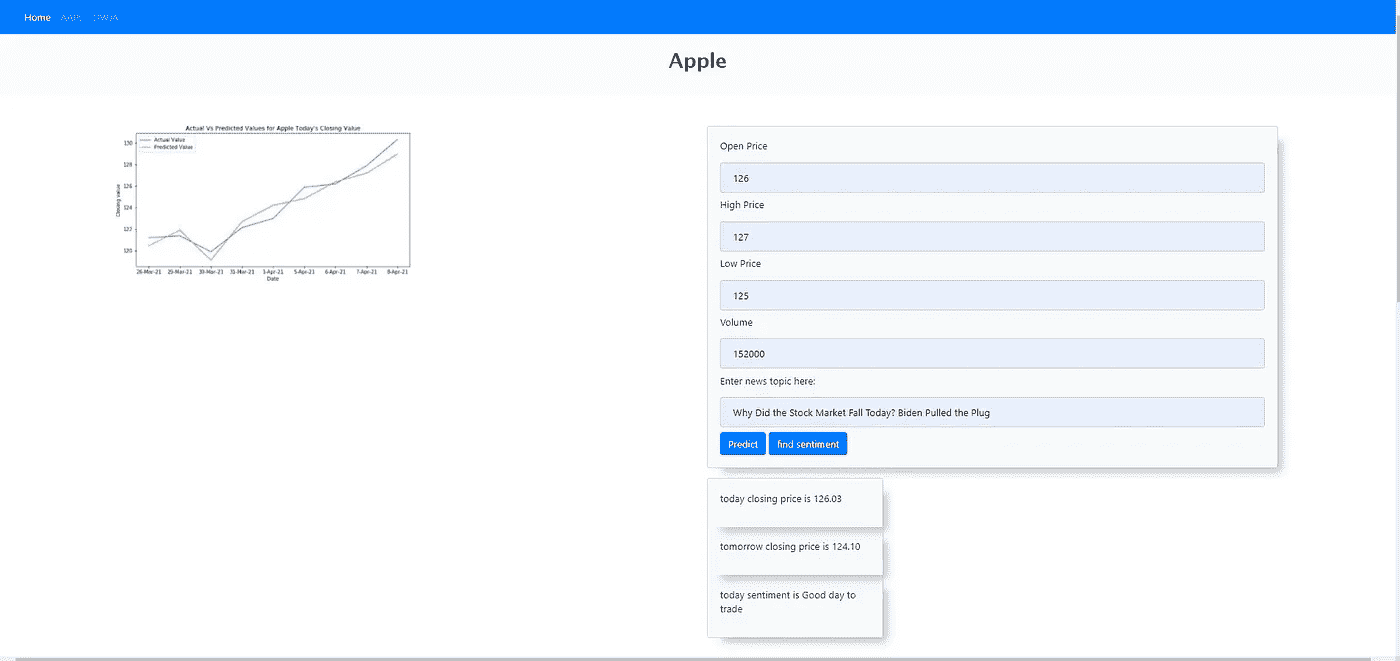 Home AAPL
Apple
Actual Vs Predicted Values for Apple Today's Closing Value
Actual Value
Predicted Value
Closing value
130
128
126
124
122
120
26-Mar-21 29-Mar-21 30-Mar-21 31-Mar-21 1-Apr-21 5-Apr-21 6-Apr-21 7-Apr-21 8-Apr-21
Date
Open Price
126
High Price
127
Low Price
125
Volume
152000
Enter news topic here:
Why Did the Stock Market Fall Today? Biden Pulled the Plug
Predict find sentiment
today closing price is 126.03
tomorrow closing price is 124.10
today sentiment is Good day to
trade